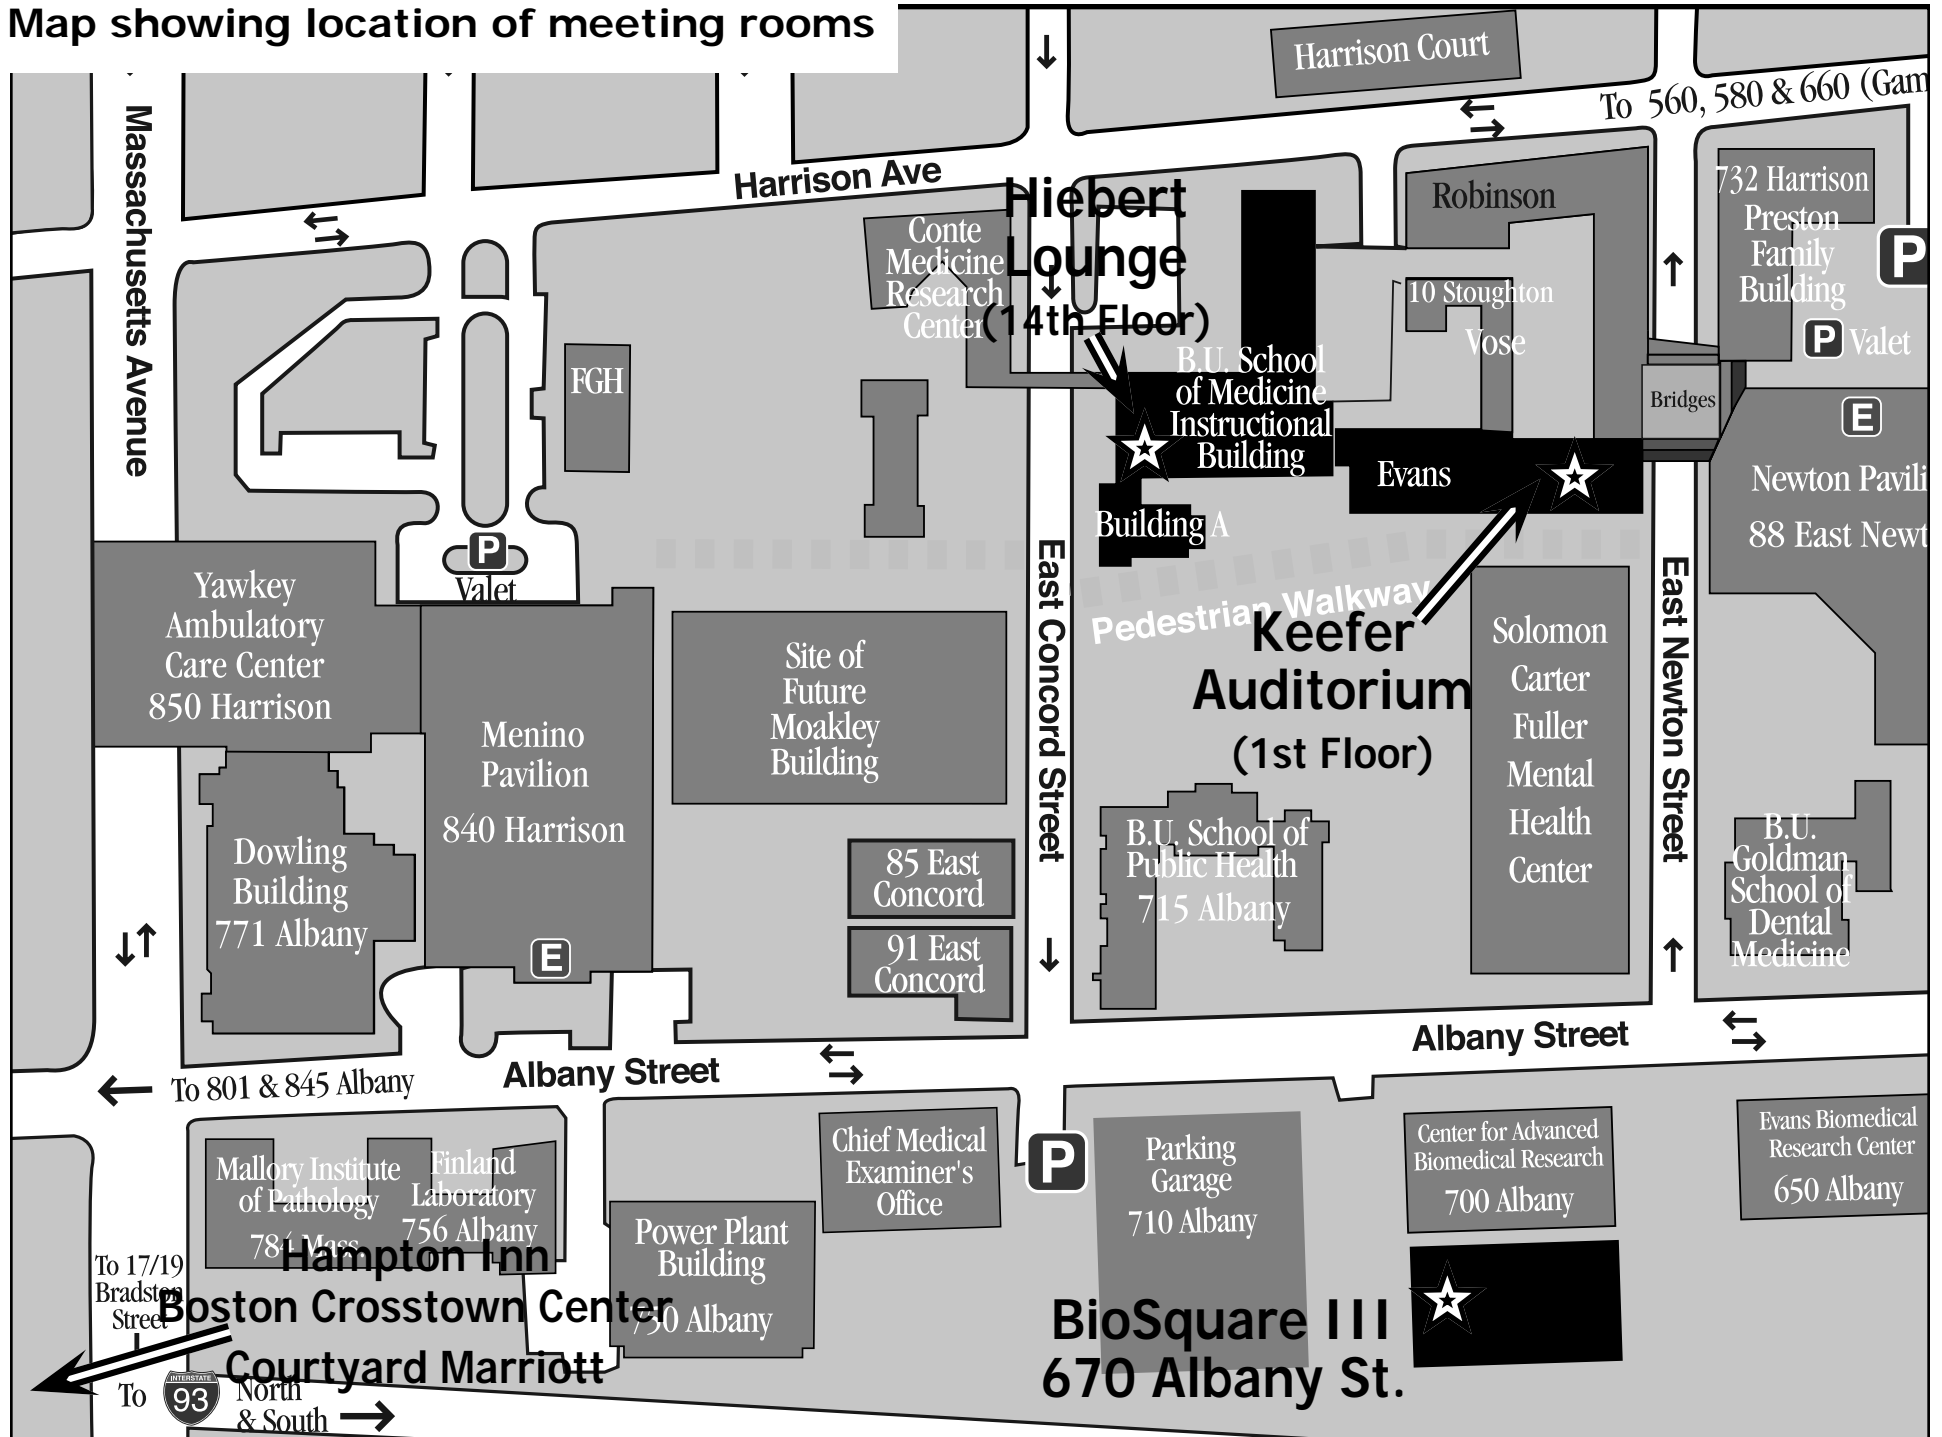 Map showing location of meeting rooms
Harrison Court
To 560, 580 & 660 (Gam
Massachusetts Avenue
Harrison Ave
Hiebert
Lounge
(14th Floor)
Conte
Medicine
Research
Center
Robinson
732 Harrison
Preston
Family
Building
P
10 Stoughton
Vose
P Valet
FGH
B.U. School
of Medicine
Instructional
Building
Bridges
E
Evans
Newton Pavili
88 East Newt
Building A
P
Valet
East Concord Street
East Newton Street
Pedestrian Walkway
Keefer
Auditorium
(1st Floor)
Yawkey
Ambulatory
Care Center
850 Harrison
Site of
Future
Moakley
Building
Solomon
Carter
Fuller
Mental
Health
Center
Menino
Pavilion
840 Harrison
E
Dowling
Building
771 Albany
85 East
Concord
91 East
Concord
B.U. School of
Public Health
715 Albany
B.U.
Goldman
School of
Dental
Medicine
Albany Street
Albany Street
To 801 & 845 Albany
Mallory Institute
of Pathology
784 Mass.
Finland
Laboratory
756 Albany
Chief Medical
Examiner's
Office
P
Parking
Garage
710 Albany
Center for Advanced
Biomedical Research
700 Albany
Evans Biomedical
Research Center
650 Albany
Power Plant
Building
750 Albany
To 17/19
Bradston
Street
Hampton Inn
Boston Crosstown Center
Courtyard Marriott
BioSquare III
670 Albany St.
To
INTERSTATE
93
North
& South